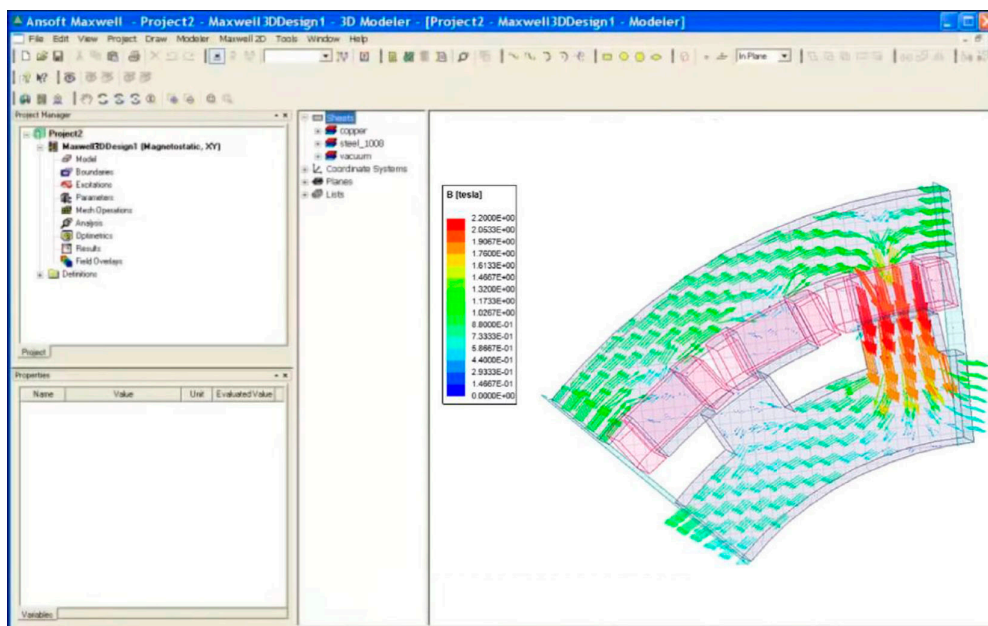 Ansoft Maxwell - Project2 - Maxwell3DDesign1 - 3D Modeler - [Project2 - Maxwell3DDesign1 - Modeler]
File Edit View Project Draw Modeler Maxwell 2D Tools Window Help
In Plane
Project Manager
Project2
Maxwell3DDesign1 (Magnetostatic, XY)
Model
Boundaries
Excitations
Parameters
Mesh Operations
Analysis
Optimetrics
Results
Field Overlays
Definitions
Project
Properties
Name Value Unit Evaluated Value
Variables
Sheets
copper
steel_1008
vacuum
Coordinate Systems
Planes
Lists
B [tesla]
2.2000E+00
2.0533E+00
1.9067E+00
1.7600E+00
1.6133E+00
1.4667E+00
1.3200E+00
1.1733E+00
1.0267E+00
8.8000E-01
7.3333E-01
5.8667E-01
4.4000E-01
2.9333E-01
1.4667E-01
0.0000E+00